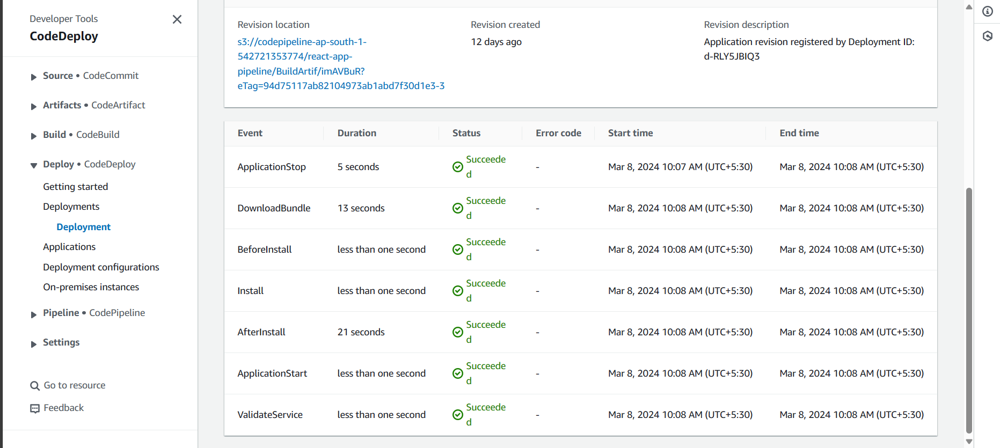 Developer Tools
CodeDeploy
Source • CodeCommit
Artifacts • CodeArtifact
Build • CodeBuild
Deploy • CodeDeploy
Getting started
Deployments
Deployment
Applications
Deployment configurations
On-premises instances
Pipeline • CodePipeline
Settings
Go to resource
Feedback
Revision location
s3://codepipeline-ap-south-1-
542721353774/react-app-
pipeline/BuildArtif/imAVBuR?
eTag=94d75117ab82104973ab1abd7f30d1e3-3
Revision created
12 days ago
Revision description
Application revision registered by Deployment ID:
d-RLY5JBIQ3
Event Duration Status Error code Start time End time
ApplicationStop 5 seconds Succeede
d - Mar 8, 2024 10:07 AM (UTC+5:30) Mar 8, 2024 10:08 AM (UTC+5:30)
DownloadBundle 13 seconds Succeede
d - Mar 8, 2024 10:08 AM (UTC+5:30) Mar 8, 2024 10:08 AM (UTC+5:30)
BeforeInstall less than one second Succeede
d - Mar 8, 2024 10:08 AM (UTC+5:30) Mar 8, 2024 10:08 AM (UTC+5:30)
Install less than one second Succeede
d - Mar 8, 2024 10:08 AM (UTC+5:30) Mar 8, 2024 10:08 AM (UTC+5:30)
AfterInstall 21 seconds Succeede
d - Mar 8, 2024 10:08 AM (UTC+5:30) Mar 8, 2024 10:08 AM (UTC+5:30)
ApplicationStart less than one second Succeede
d - Mar 8, 2024 10:08 AM (UTC+5:30) Mar 8, 2024 10:08 AM (UTC+5:30)
ValidateService less than one second Succeede
d - Mar 8, 2024 10:08 AM (UTC+5:30) Mar 8, 2024 10:08 AM (UTC+5:30)